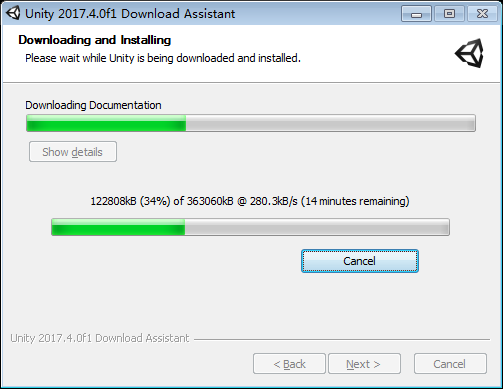 Unity 2017.4.0f1 Download Assistant
Downloading and Installing
Please wait while Unity is being downloaded and installed.
Downloading Documentation
Show details
122808kB (34%) of 363060kB @ 280.3kB/s (14 minutes remaining)
Cancel
Unity 2017.4.0f1 Download Assistant
< Back Next > Cancel